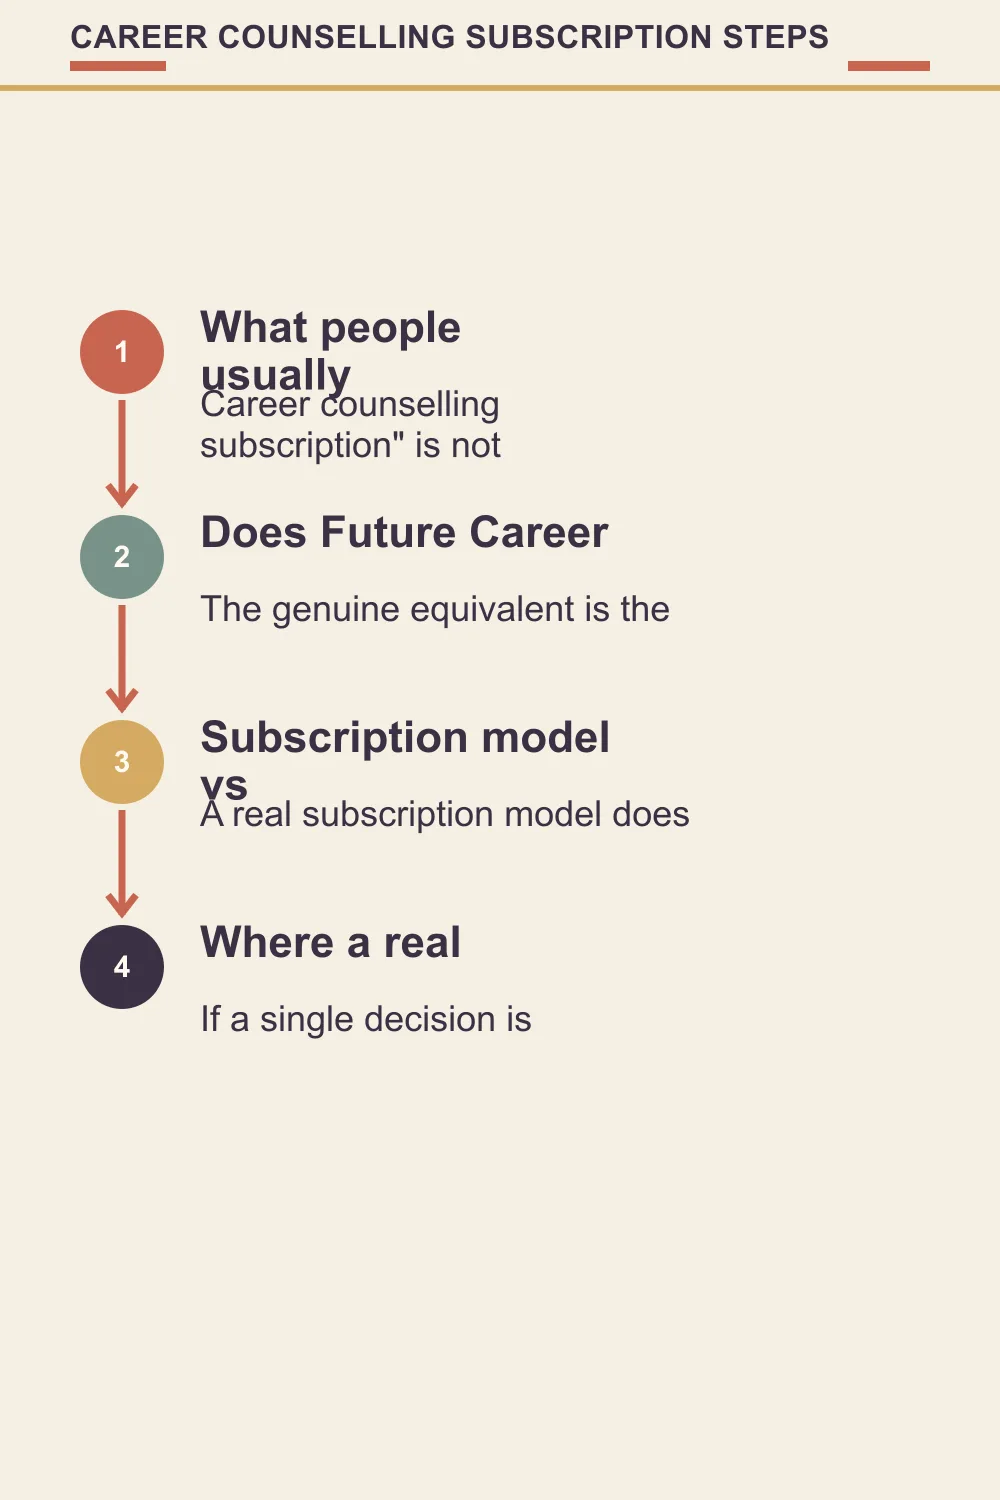 CAREER COUNSELLING SUBSCRIPTION STEPS
1
What people
usually
Career counselling
subscription" is not
2
Does Future Career
The genuine equivalent is the
3
Subscription model
vs
A real subscription model does
4
Where a real
If a single decision is